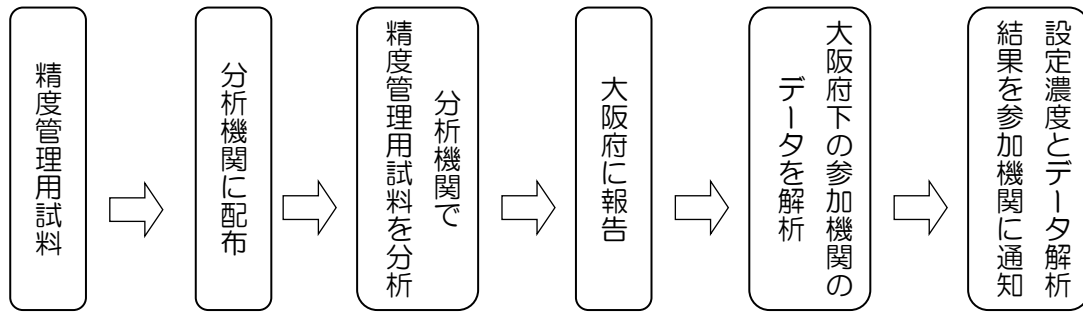 精度管理用試料
分析機関に配布
分析機関で
精度管理用試料を分析
大阪府に報告
大阪府下の参加機関の
データを解析
設定濃度とデータ解析
結果を参加機関に通知